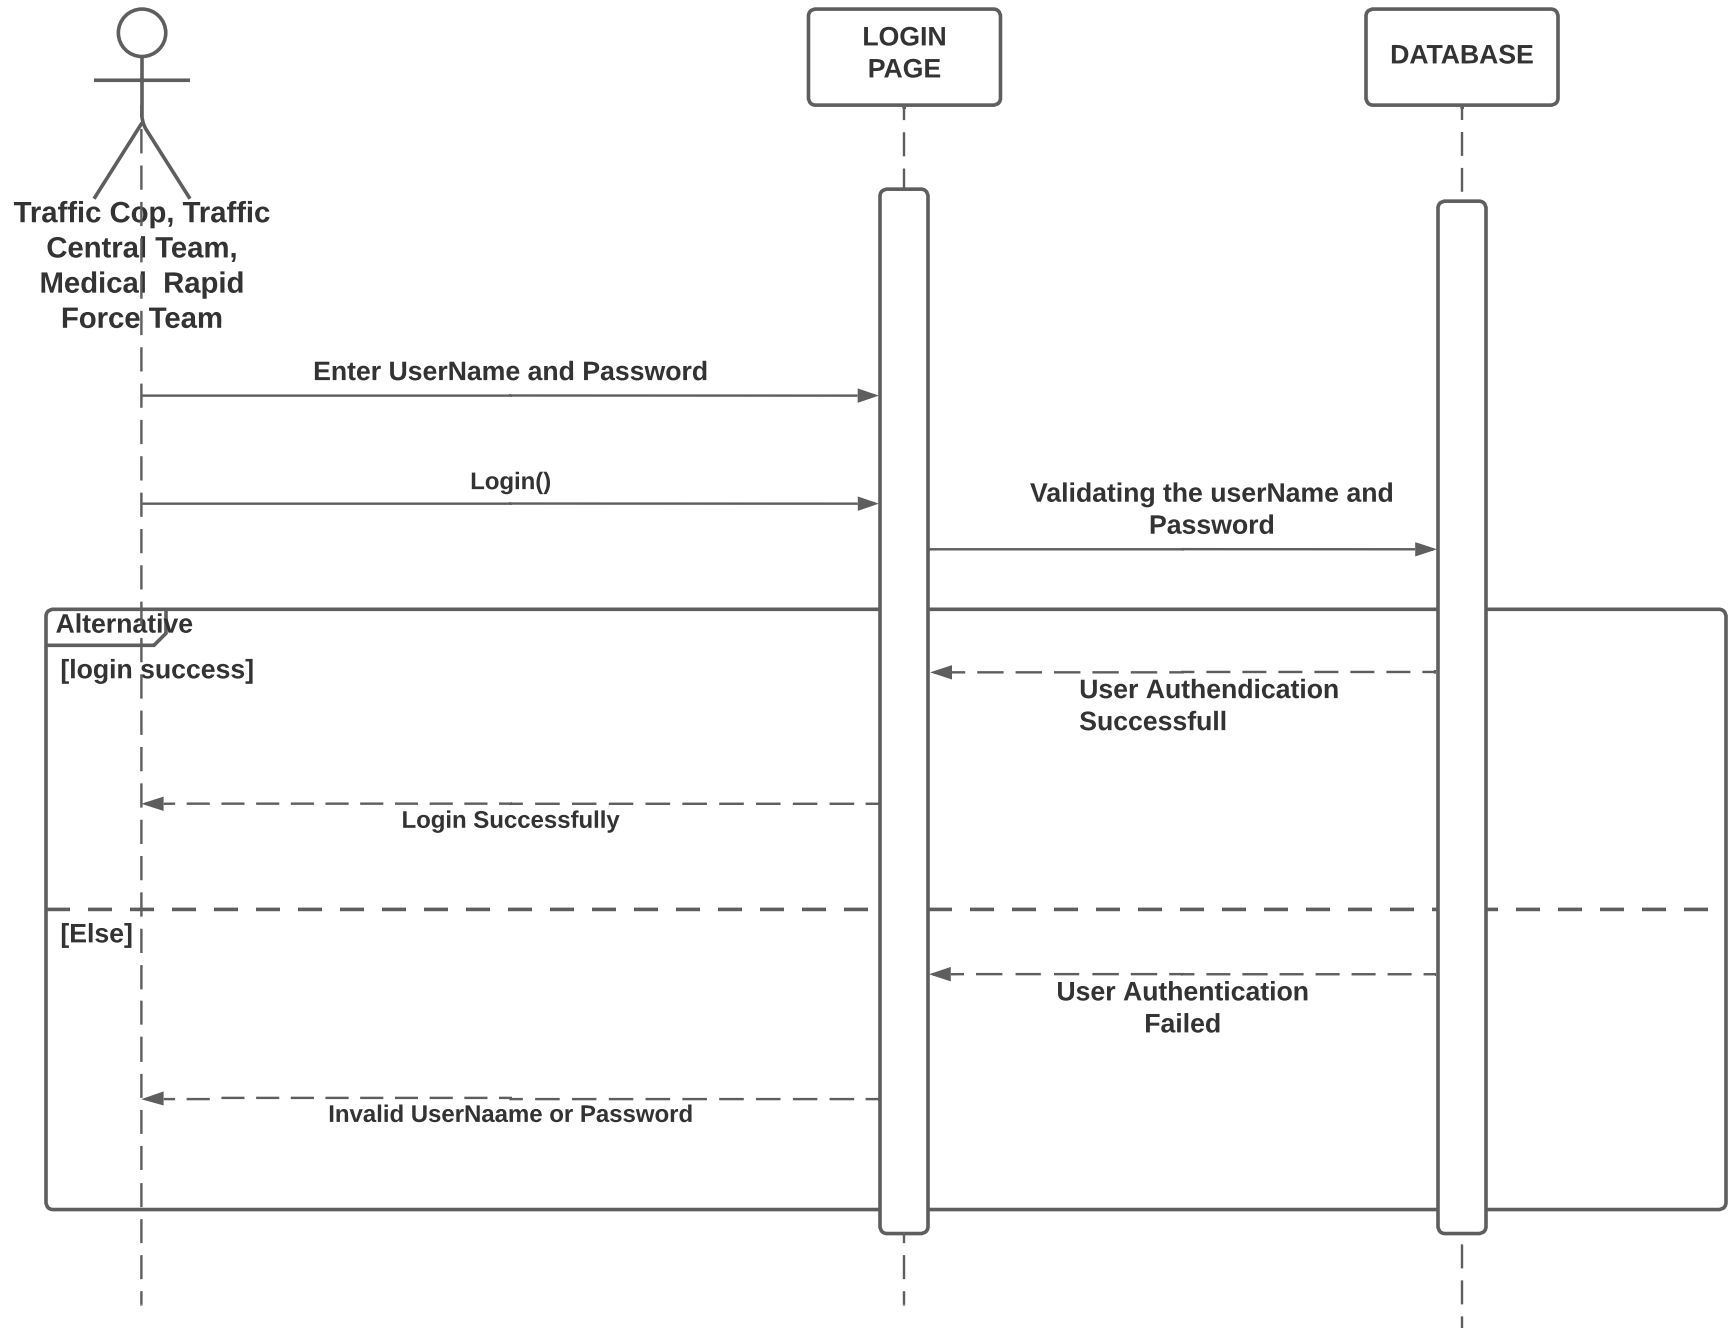 LOGIN
PAGE
DATABASE
Traffic Cop, Traffic
Central Team,
Medical  Rapid
Force Team
Enter UserName and Password
Login()
Validating the userName and
Password
Alternative
[login success]
User Authendication
Successfull
Login Successfully
[Else]
User Authentication
Failed
Invalid UserNaame or Password